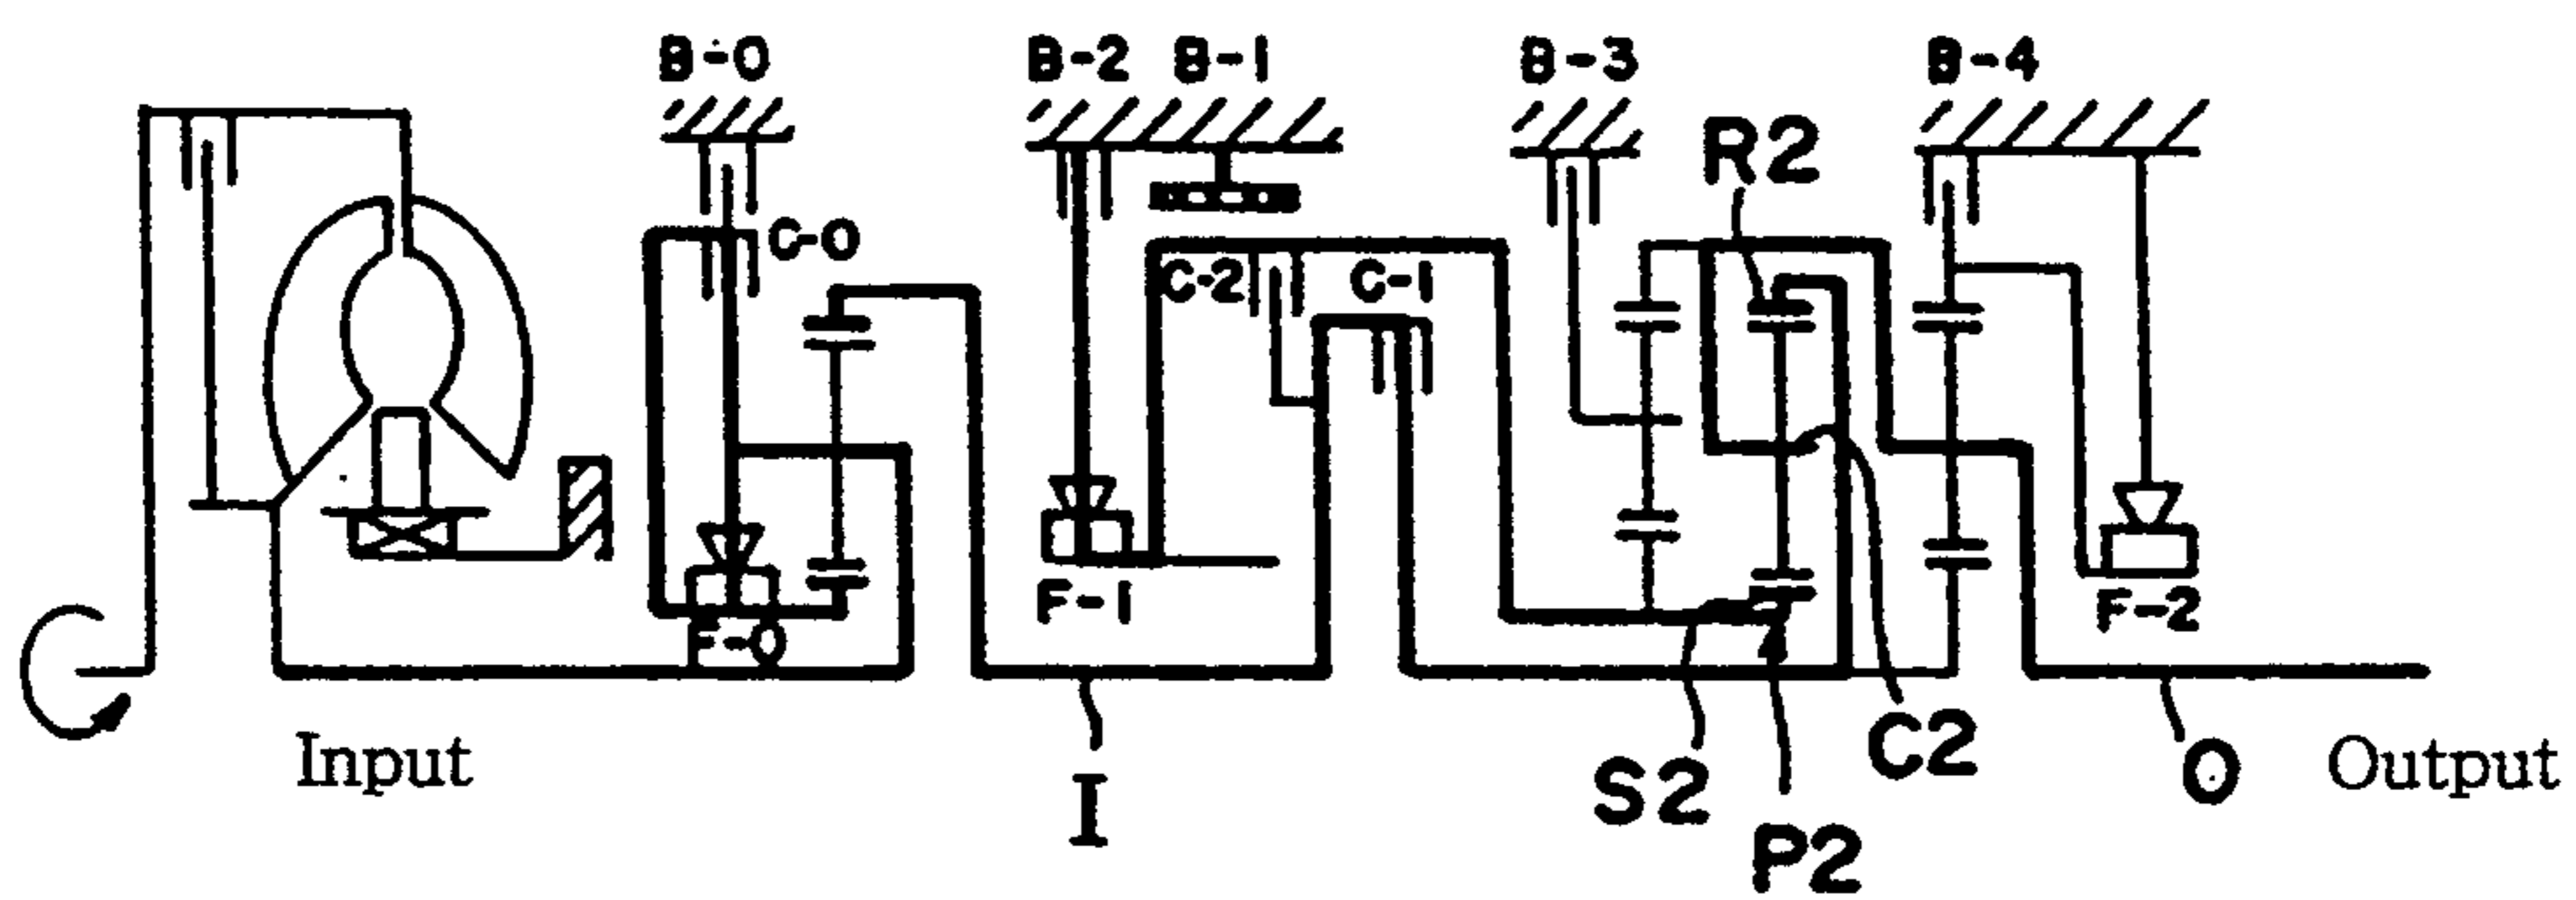 B-0
B-2
B-1
B-3
B-4
R2
C-0
C-2
C-1
F-1
F-0
F-2
Input
I
S2
P2
C2
O
Output